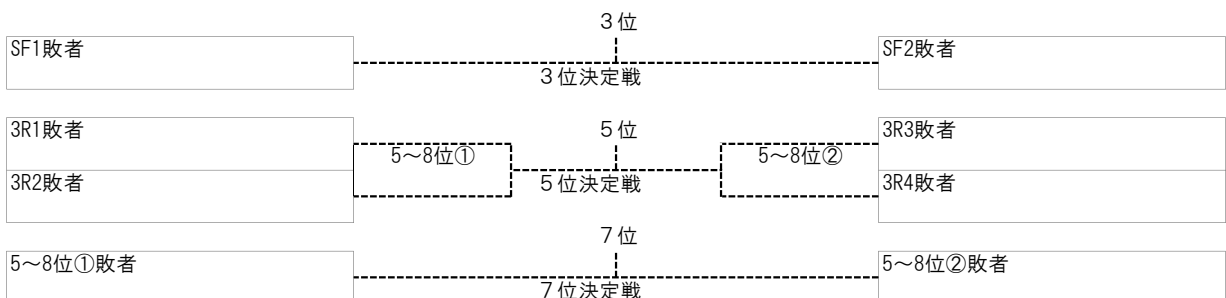 ３位
SF1敗者
SF2敗者
３位決定戦
3R1敗者
５位
3R3敗者
5～8位①
5～8位②
3R2敗者
５位決定戦
3R4敗者
７位
5～8位①敗者
5～8位②敗者
７位決定戦